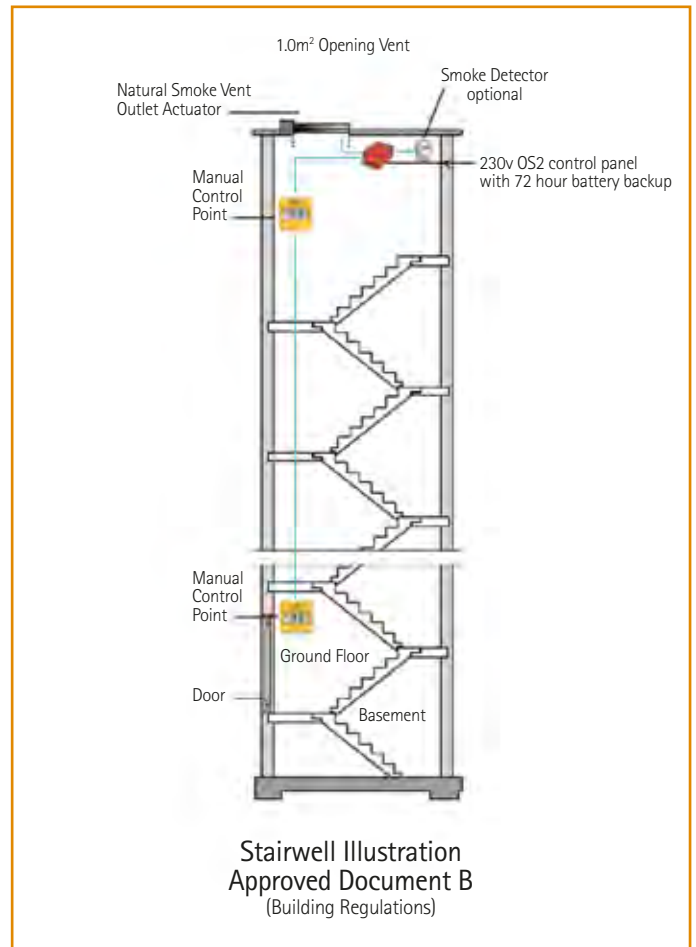 1.0m² Opening Vent
Smoke Detector
optional
Natural Smoke Vent
Outlet Actuator
230v OS2 control panel
with 72 hour battery backup
Manual
Control
Point
Manual
Control
Point
Ground Floor
Door
Basement
Stairwell Illustration
Approved Document B
(Building Regulations)